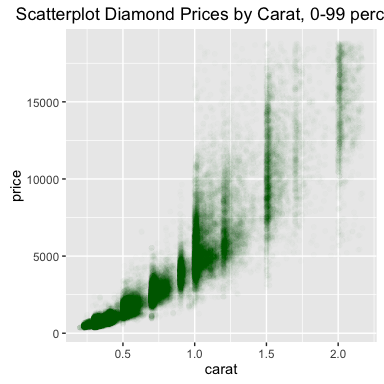 Scatterplot Diamond Prices by Carat, 0-99 perc
price
15000
10000
5000
0
0.5 1.0 1.5 2.0
carat